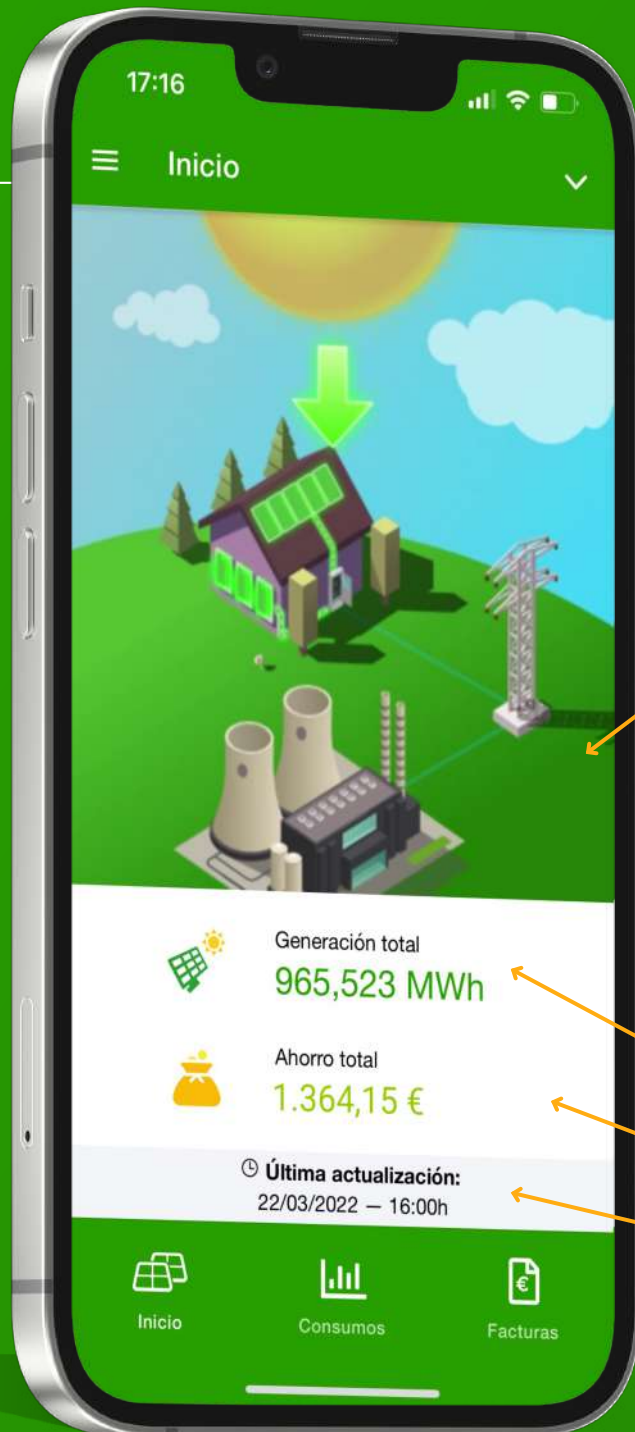 17:16
Inicio
Generación total
965,523 MWh
Ahorro total
1.364,15 €
Última actualización:
22/03/2022 — 16:00h
Inicio
Consumos
Facturas